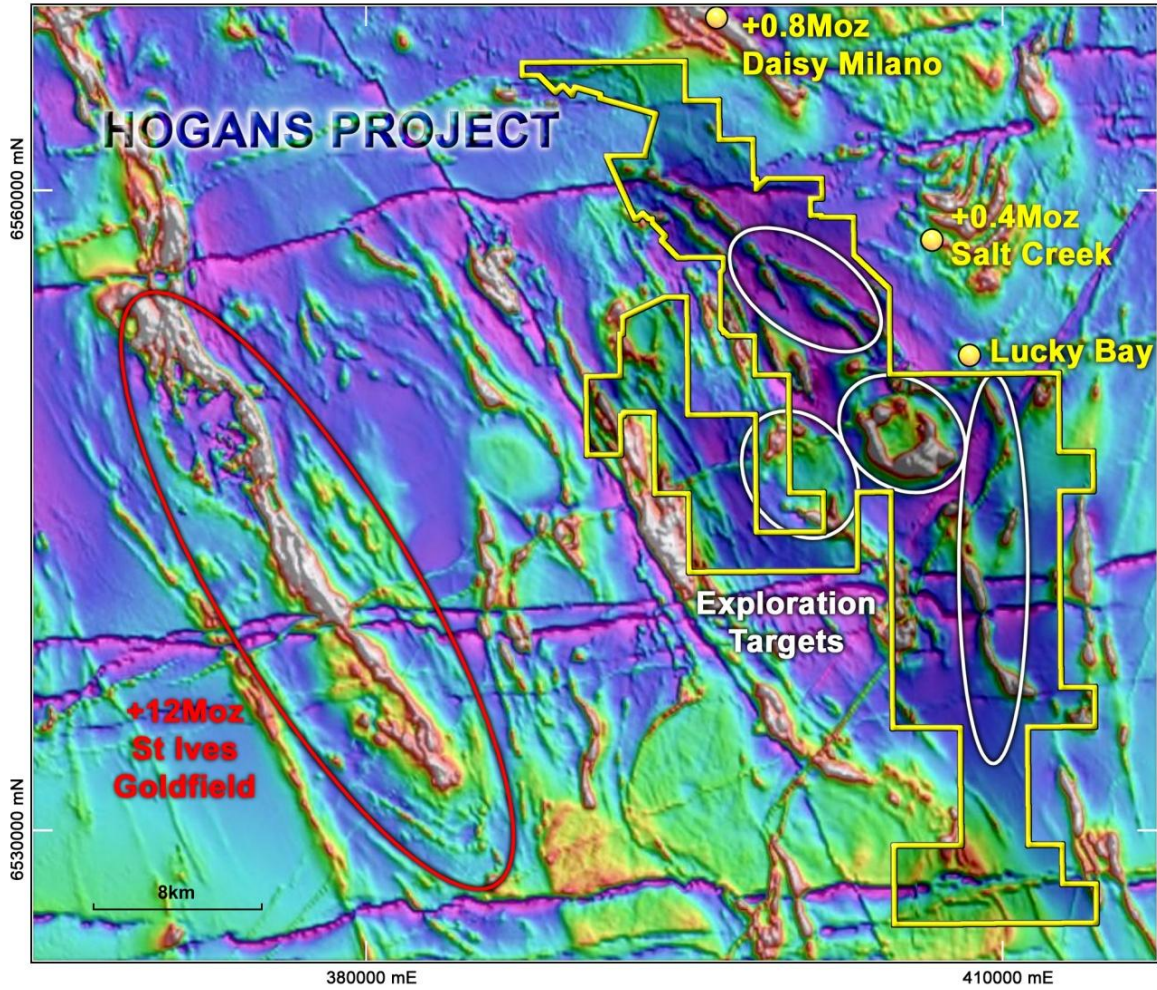 +0.8Moz
Daisy Milano
HOGANS PROJECT
6560000 mN
+0.4Moz
Salt Creek
Lucky Bay
Exploration
Targets
+12Moz
St Ives
Goldfield
6530000 mN
8km
380000 mE
410000 mE